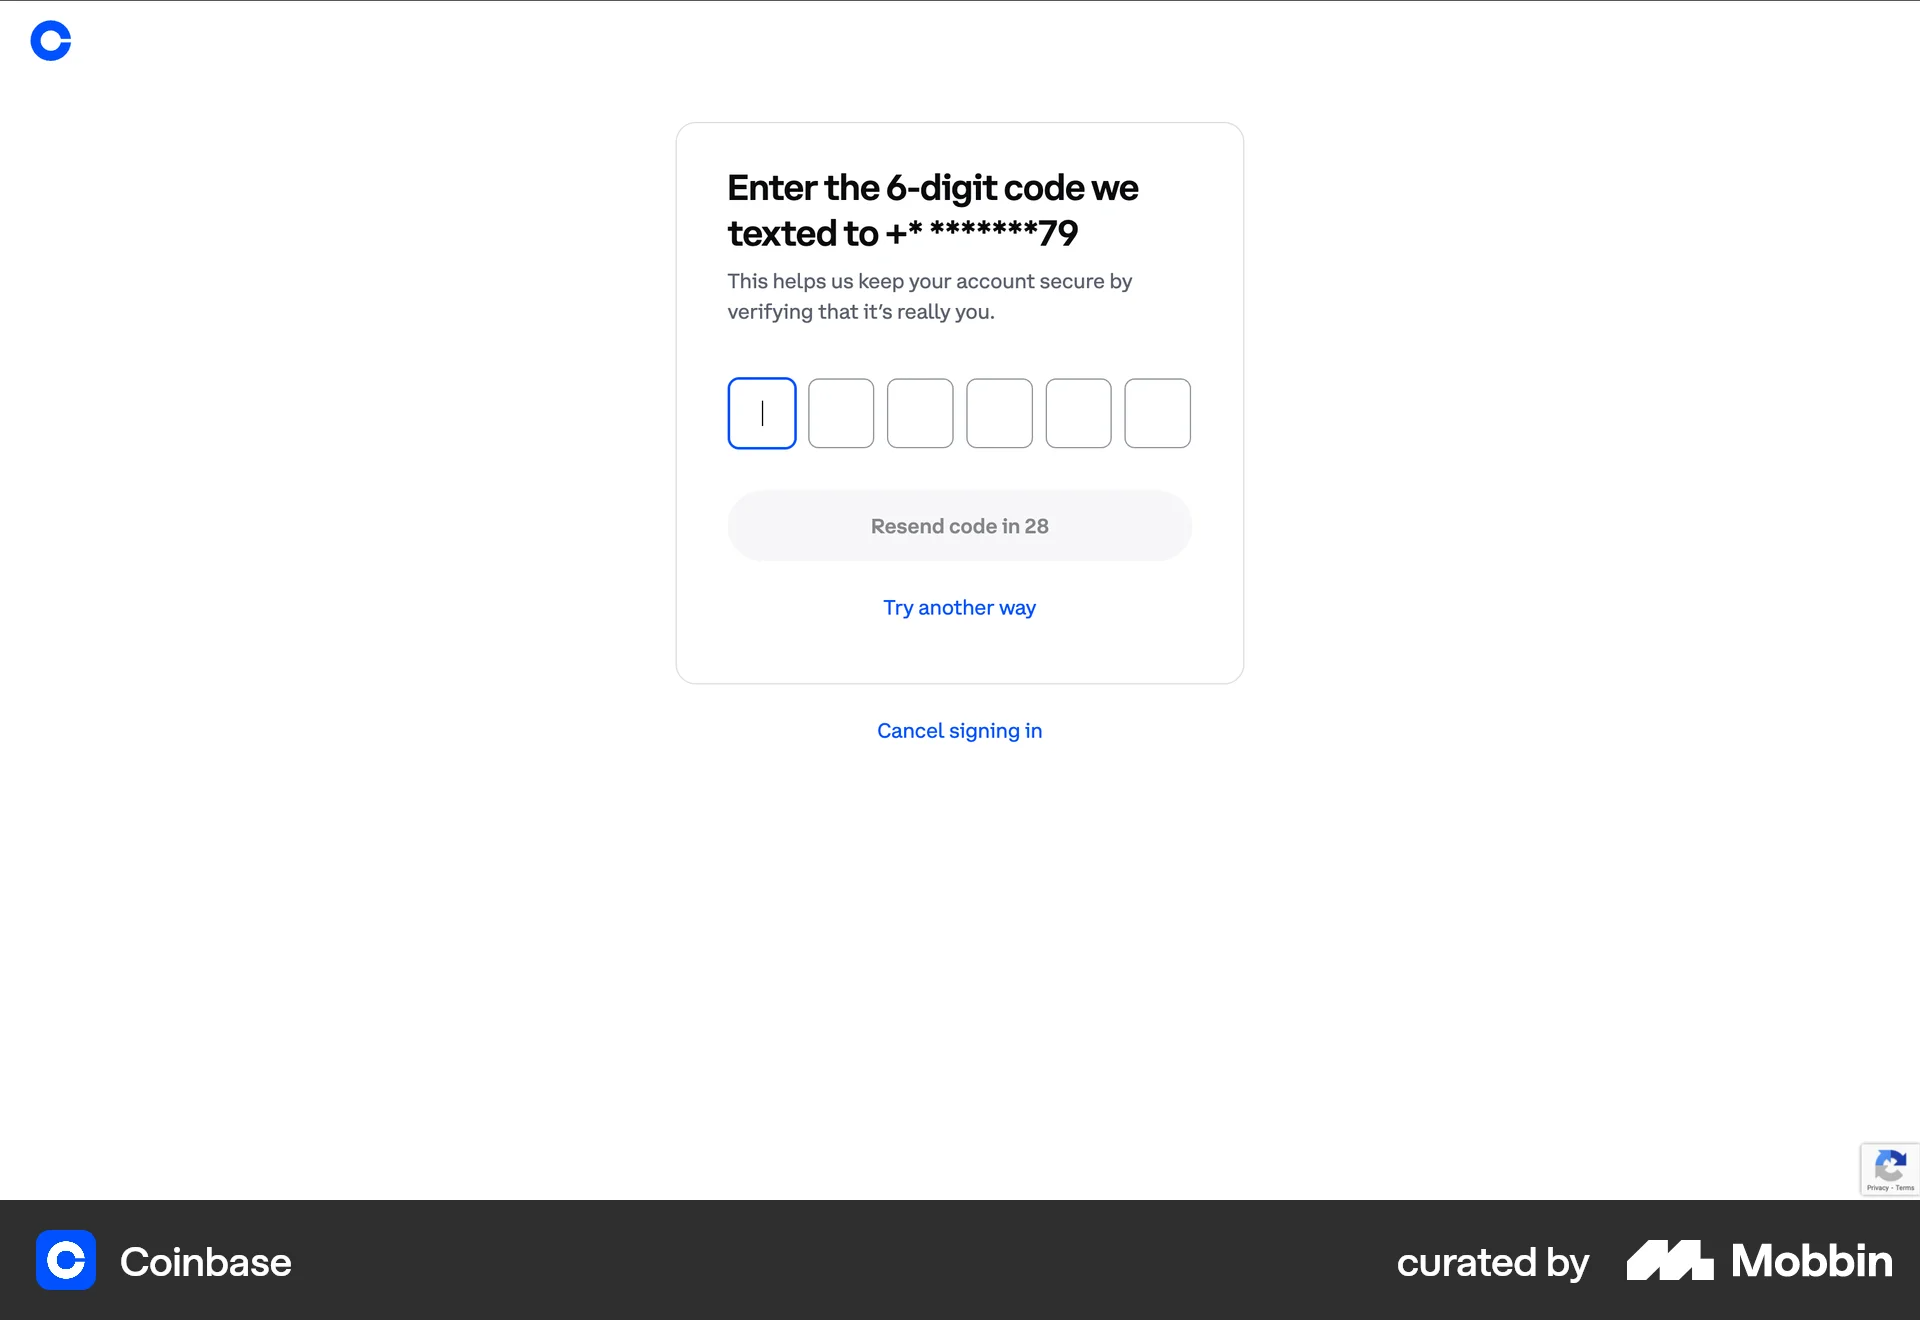 Enter the 6-digit code we
texted to +* *******79
This helps us keep your account secure by
verifying that it’s really you.
Resend code in 28
Try another way
Cancel signing in
Privacy - Terms
Coinbase
curated by Mobbin